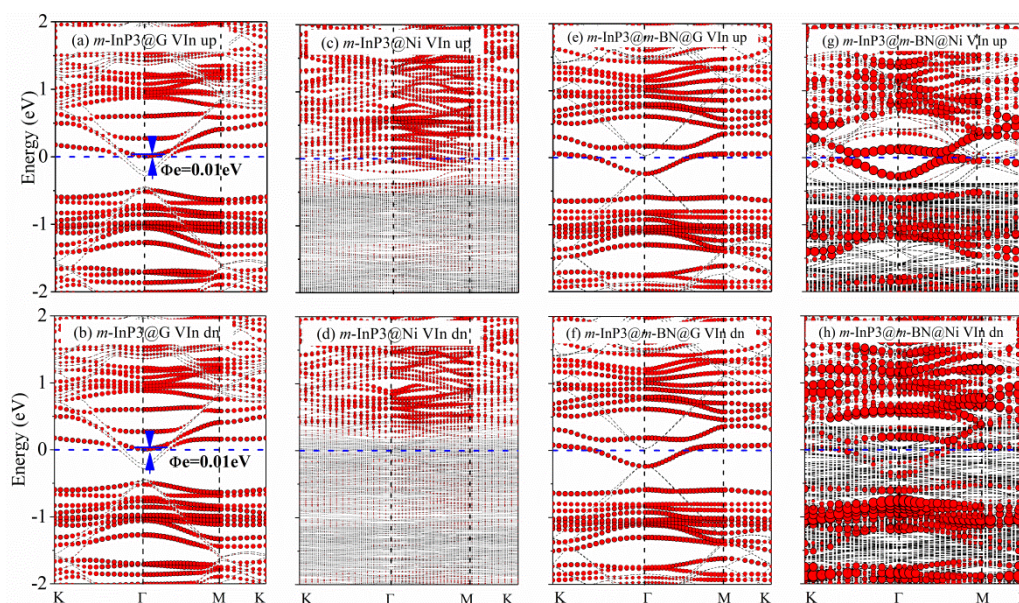 (a) m-InP3@G VIn up
(c) m-InP3@Ni VIn up
(e) m-InP3@m-BN@G VIn up
(g) m-InP3@m-BN@Ni VIn up
Energy (eV)
2
1
0
-1
-2
Φe=0.01eV
(b) m-InP3@G VIn dn
(d) m-InP3@Ni VIn dn
(f) m-InP3@m-BN@G VIn dn
(h) m-InP3@m-BN@Ni VIn dn
Energy (eV)
2
1
0
-1
-2
Φe=0.01eV
K Γ M K
K Γ M K
K Γ M K
K Γ M